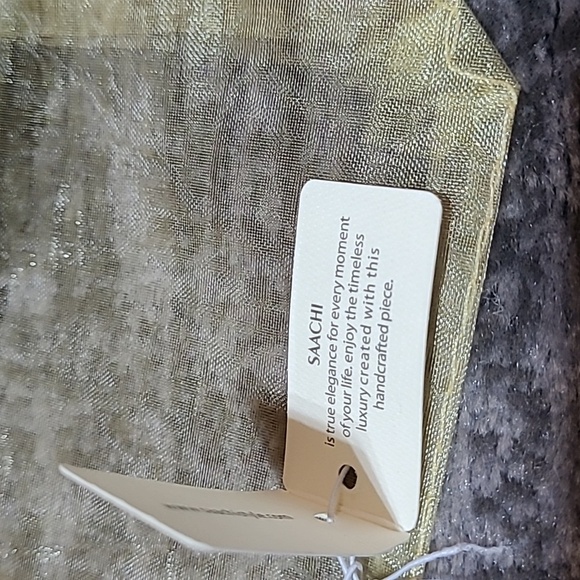 SAACHI
Is true elegance for every moment
of your life. enjoy the timeless
luxury created with this
handcrafted piece.